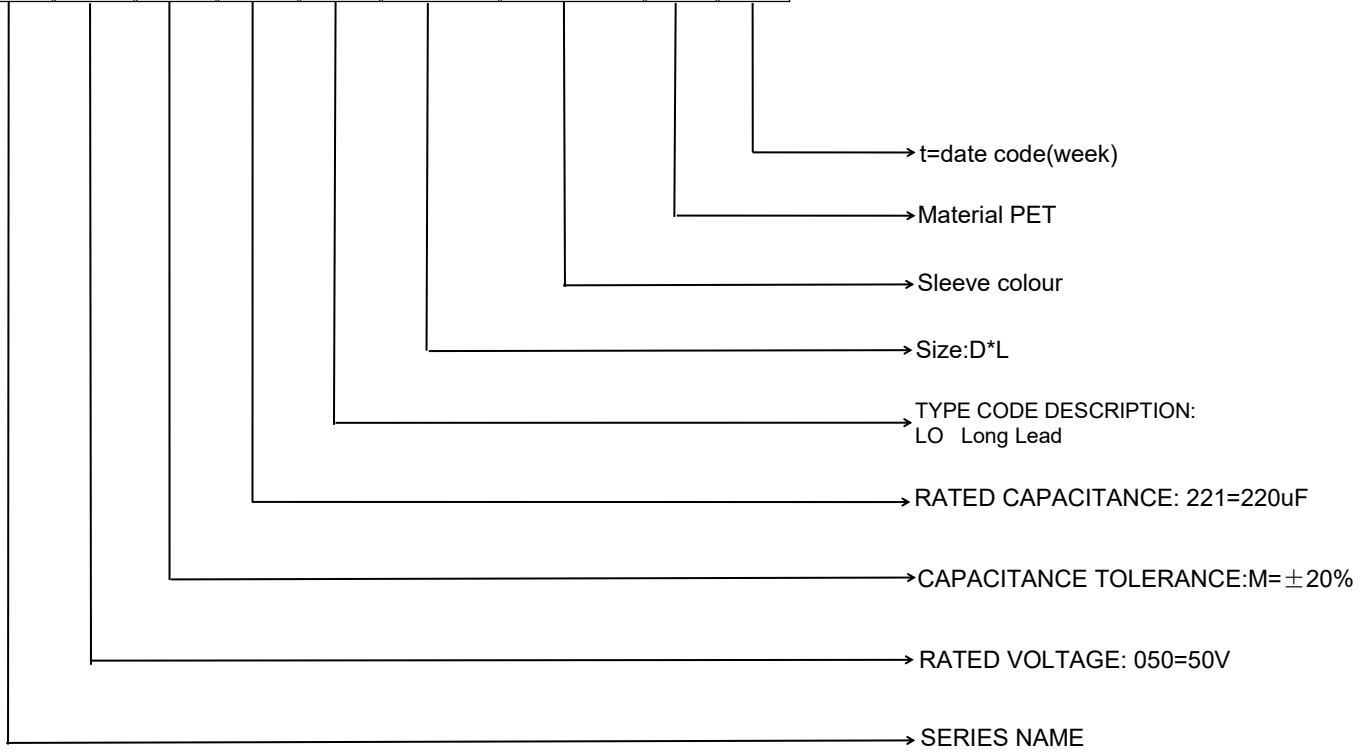 t=date code(week)
Material PET
Sleeve colour
Size:D*L
TYPE CODE DESCRIPTION:
LO Long Lead
RATED CAPACITANCE: 221=220uF
CAPACITANCE TOLERANCE:M=±20%
RATED VOLTAGE: 050=50V
SERIES NAME